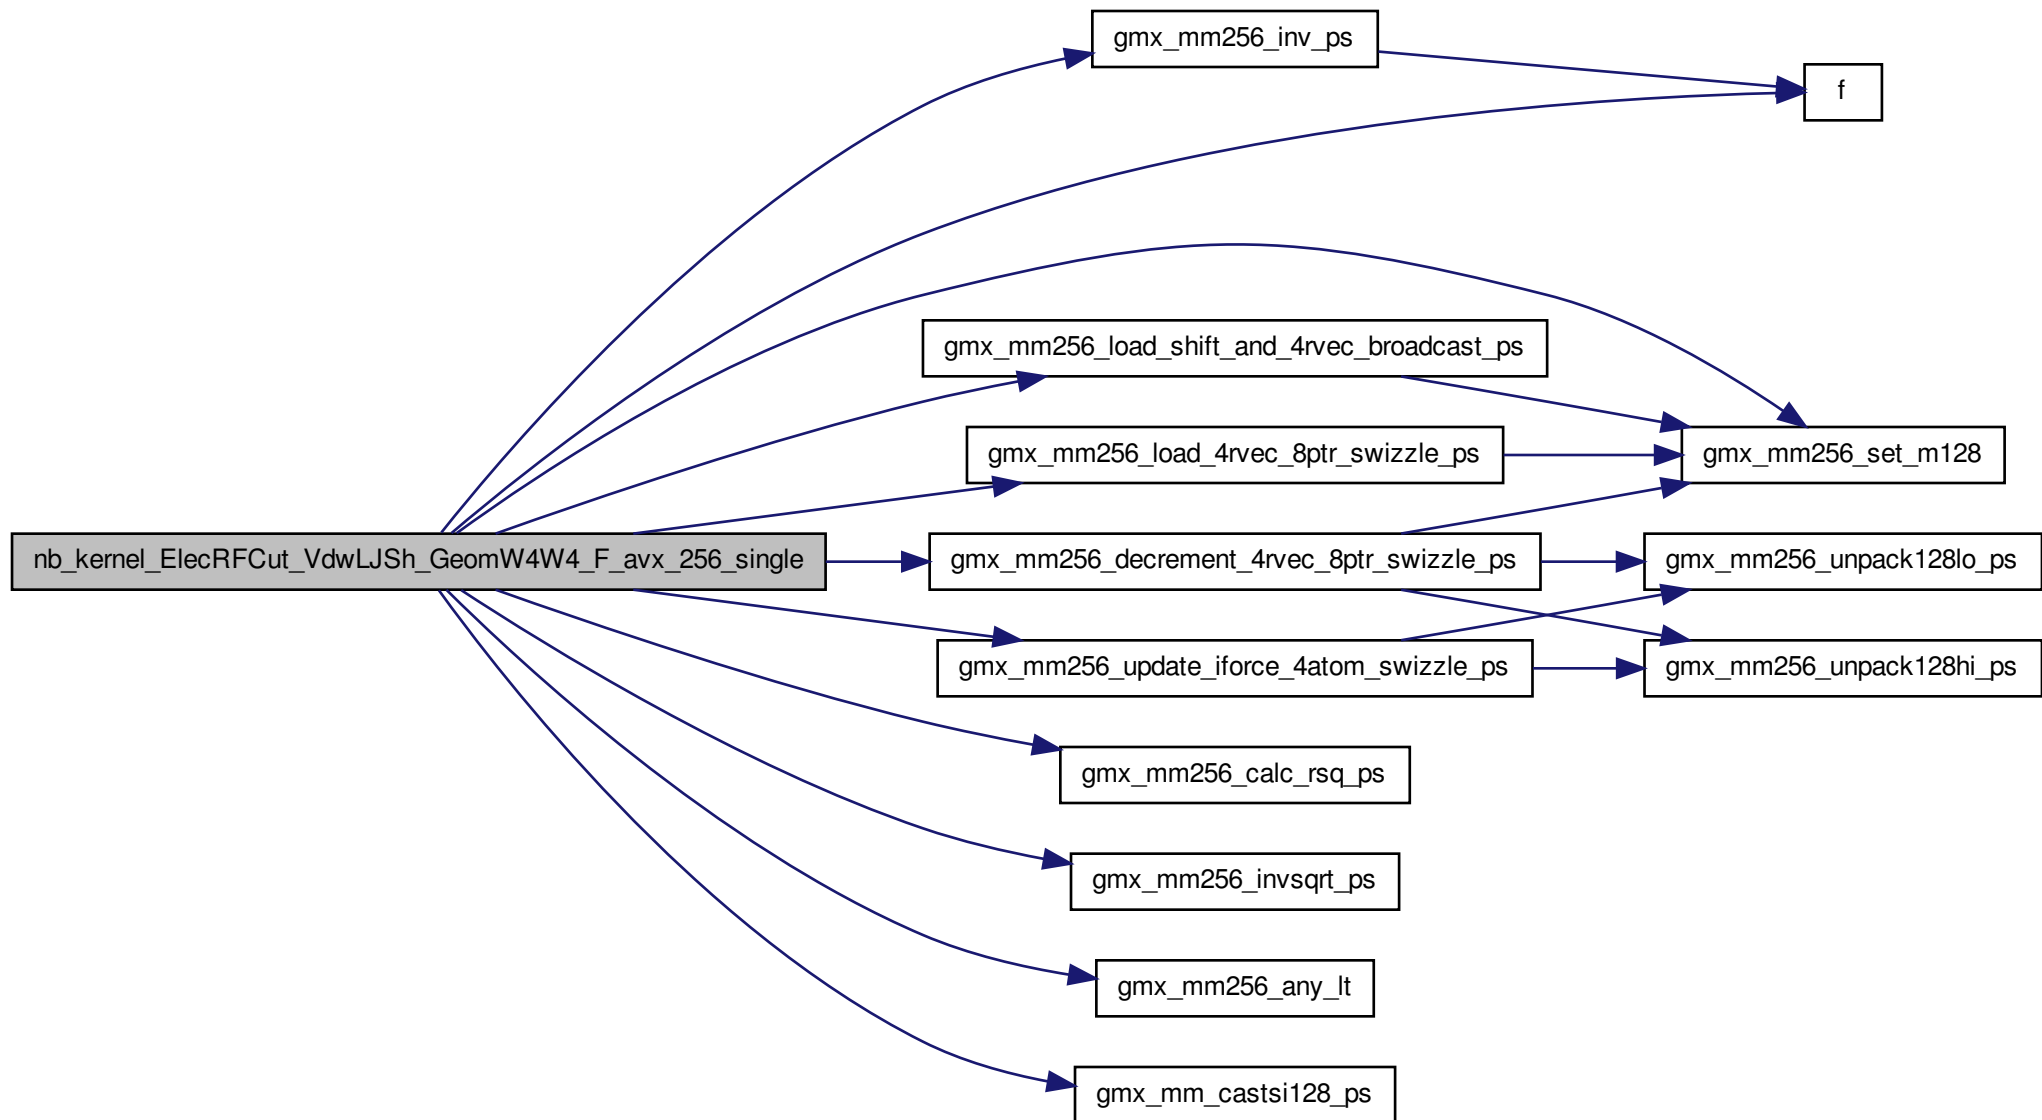 gmx_mm256_inv_ps
f
gmx_mm256_load_shift_and_4rvec_broadcast_ps
gmx_mm256_load_4rvec_8ptr_swizzle_ps
gmx_mm256_set_m128
nb_kernel_ElecRFCut_VdwLJSh_GeomW4W4_F_avx_256_single
gmx_mm256_decrement_4rvec_8ptr_swizzle_ps
gmx_mm256_unpack128lo_ps
gmx_mm256_update_iforce_4atom_swizzle_ps
gmx_mm256_unpack128hi_ps
gmx_mm256_calc_rsq_ps
gmx_mm256_invsqrt_ps
gmx_mm256_any_lt
gmx_mm_castsi128_ps